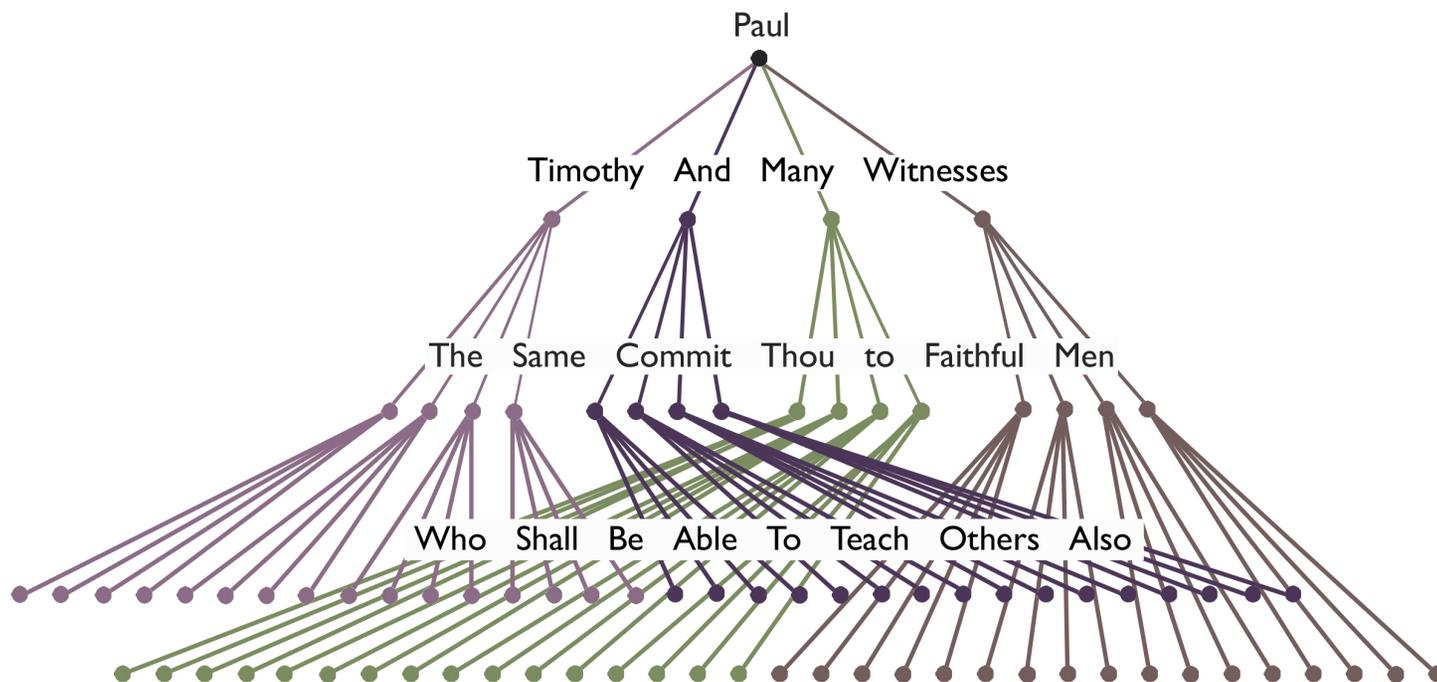 Paul
Timothy And Many Witnesses
The Same Commit Thou to Faithful Men
Who Shall Be Able To Teach Others Also